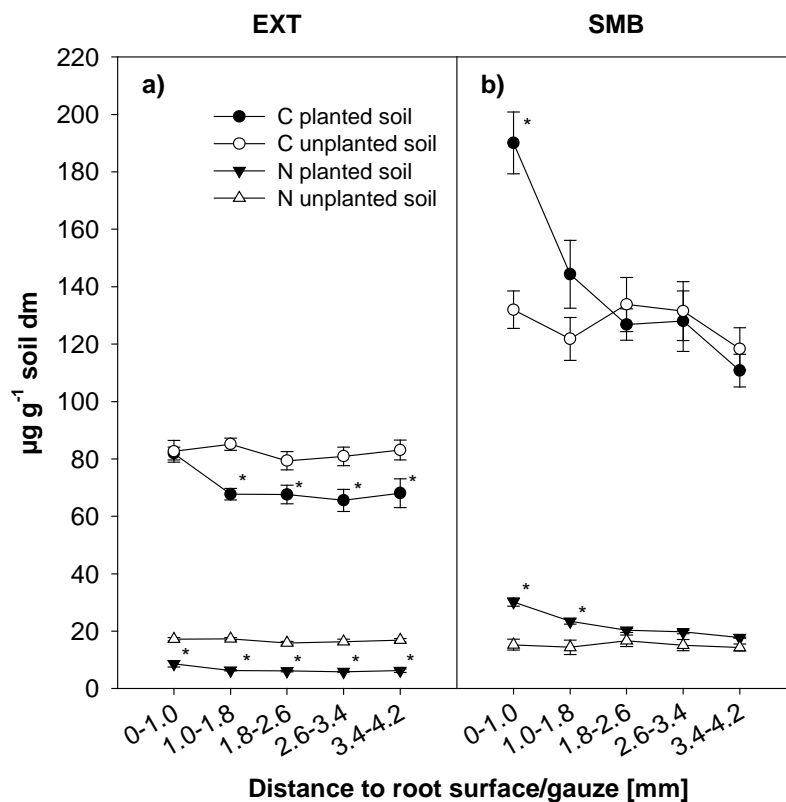 EXT SMB
a) b)
C planted soil
C unplanted soil
N planted soil
N unplanted soil
220
200
180
160
140
120
100
80
60
40
20
0
µg g⁻¹ soil dm
* * * * *
* * * *
* * *
0-1.0 1.0-1.8 1.8-2.6 2.6-3.4 3.4-4.2 0-1.0 1.0-1.8 1.8-2.6 2.6-3.4 3.4-4.2
Distance to root surface/gauze [mm]